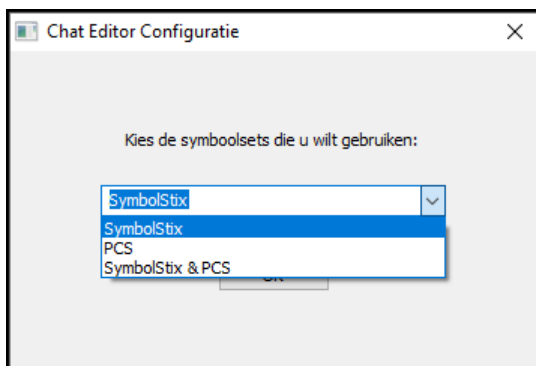 Chat Editor Configuratie
Kies de symboolsets die u wilt gebruiken:
SymbolStix
SymbolStix
PCS
SymbolStix & PCS